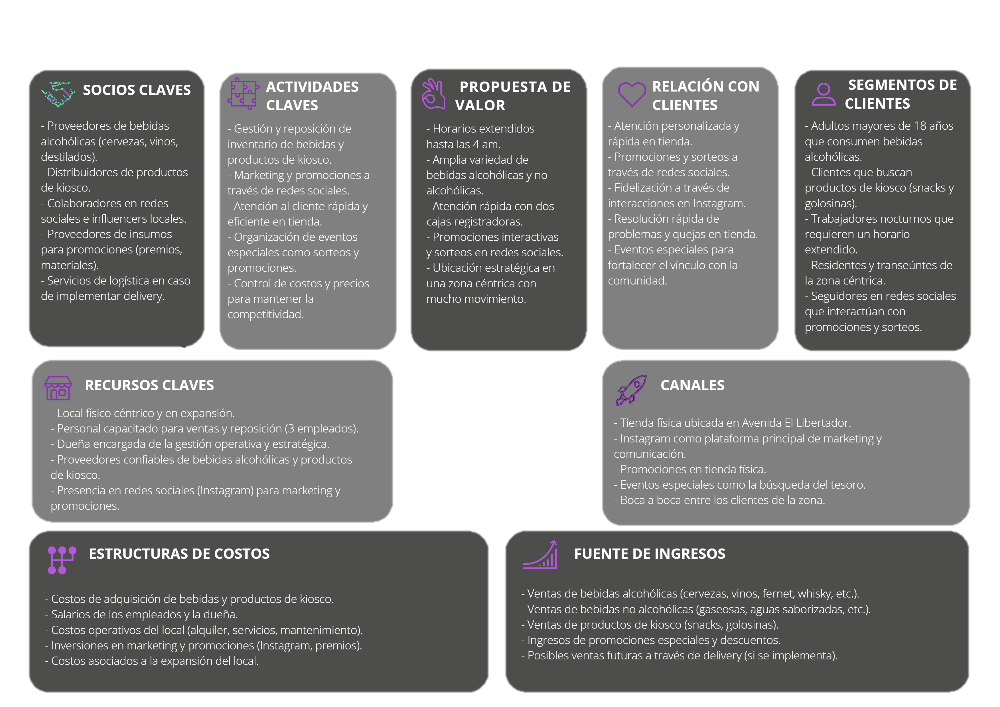 SOCIOS CLAVES
- Proveedores de bebidas
alcohólicas (cervezas, vinos,
destilados).
- Distribuidores de productos
de kiosco.
- Colaboradores en redes
sociales e influencers locales.
- Proveedores de insumos
para promociones (premios,
materiales).
- Servicios de logística en caso
de implementar delivery.
ACTIVIDADES
CLAVES
- Gestión y reposición de
inventario de bebidas y
productos de kiosco.
- Marketing y promociones a
través de redes sociales.
- Atención al cliente rápida y
eficiente en tienda.
- Organización de eventos
especiales como sorteos y
promociones.
- Control de costos y precios
para mantener la
competitividad.
PROPUESTA DE
VALOR
- Horarios extendidos
hasta las 4 am.
- Amplia variedad de
bebidas alcohólicas y no
alcohólicas.
- Atención rápida con dos
cajas registradoras.
- Promociones interactivas
y sorteos en redes sociales.
- Ubicación estratégica en
una zona céntrica con
mucho movimiento.
RELACIÓN CON
CLIENTES
- Atención personalizada y
rápida en tienda.
- Promociones y sorteos a
través de redes sociales.
- Fidelización a través de
interacciones en Instagram.
- Resolución rápida de
problemas y quejas en tienda.
- Eventos especiales para
fortalecer el vínculo con la
comunidad.
SEGMENTOS DE
CLIENTES
- Adultos mayores de 18 años
que consumen bebidas
alcohólicas.
- Clientes que buscan
productos de kiosco (snacks y
golosinas).
- Trabajadores nocturnos que
requieren un horario
extendido.
- Residentes y transeúntes de
la zona céntrica.
- Seguidores en redes sociales
que interactúan con
promociones y sorteos.
RECURSOS CLAVES
- Local físico céntrico y en expansión.
- Personal capacitado para ventas y reposición (3 empleados).
- Dueña encargada de la gestión operativa y estratégica.
- Proveedores confiables de bebidas alcohólicas y productos
de kiosco.
- Presencia en redes sociales (Instagram) para marketing y
promociones.
CANALES
- Tienda física ubicada en Avenida El Libertador.
- Instagram como plataforma principal de marketing y
comunicación.
- Promociones en tienda física.
- Eventos especiales como la búsqueda del tesoro.
- Boca a boca entre los clientes de la zona.
ESTRUCTURAS DE COSTOS
- Costos de adquisición de bebidas y productos de kiosco.
- Salarios de los empleados y la dueña.
- Costos operativos del local (alquiler, servicios, mantenimiento).
- Inversiones en marketing y promociones (Instagram, premios).
- Costos asociados a la expansión del local.
FUENTE DE INGRESOS
- Ventas de bebidas alcohólicas (cervezas, vinos, fernet, whisky, etc.).
- Ventas de bebidas no alcohólicas (gaseosas, aguas saborizadas, etc.).
- Ventas de productos de kiosco (snacks, golosinas).
- Ingresos de promociones especiales y descuentos.
- Posibles ventas futuras a través de delivery (si se implementa).